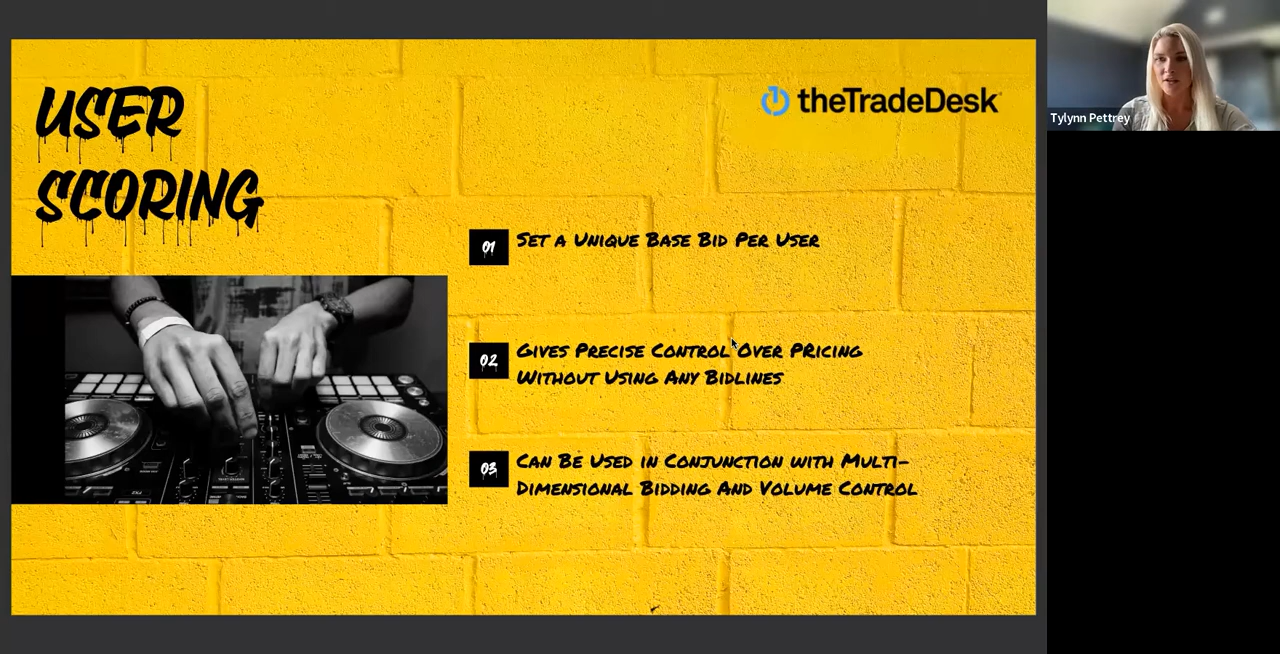 USER
SCORING
theTradeDesk
01
SET A UNIQUE BASE BID PER USER
02
GIVES PRECISE CONTROL OVER PRICING
WITHOUT USING ANY BIDLINES
03
CAN BE USED IN CONJUNCTION WITH MULTI-
DIMENSIONAL BIDDING AND VOLUME CONTROL
Tylynn Pettrey